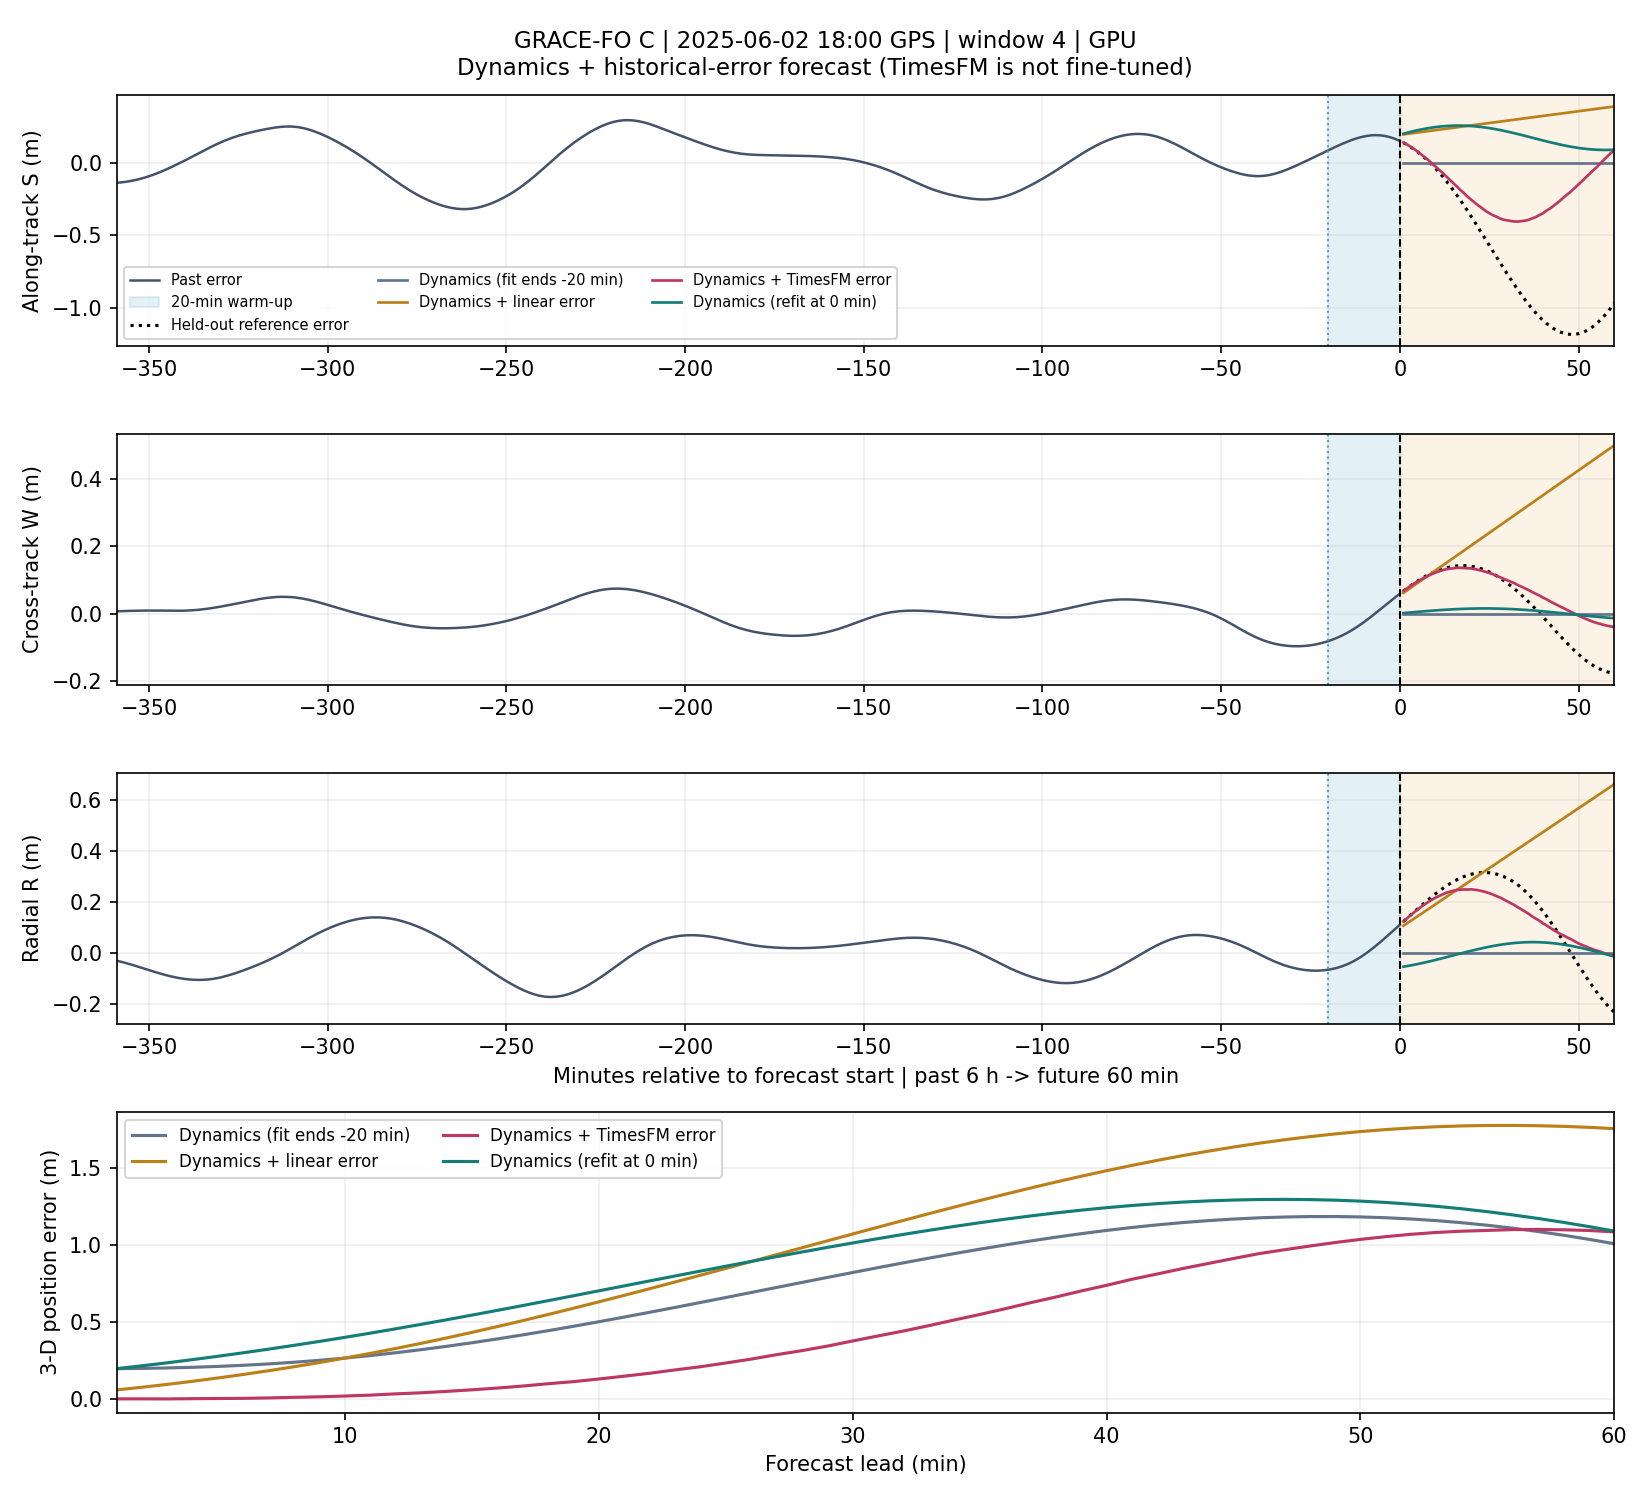 GRACE-FO C | 2025-06-02 18:00 GPS | window 4 | GPU
Dynamics + historical-error forecast (TimesFM is not fine-tuned)
Along-track S (m)
0.0
−0.5
−1.0
Past error
20-min warm-up
Held-out reference error
Dynamics (fit ends -20 min)
Dynamics + linear error
Dynamics + TimesFM error
Dynamics (refit at 0 min)
−350 −300 −250 −200 −150 −100 −50 0 50
Cross-track W (m)
0.4
0.2
0.0
−0.2
−350 −300 −250 −200 −150 −100 −50 0 50
Radial R (m)
0.6
0.4
0.2
0.0
−0.2
−350 −300 −250 −200 −150 −100 −50 0 50
Minutes relative to forecast start | past 6 h -> future 60 min
3-D position error (m)
1.5
1.0
0.5
0.0
Dynamics (fit ends -20 min)
Dynamics + linear error
Dynamics + TimesFM error
Dynamics (refit at 0 min)
10 20 30 40 50 60
Forecast lead (min)